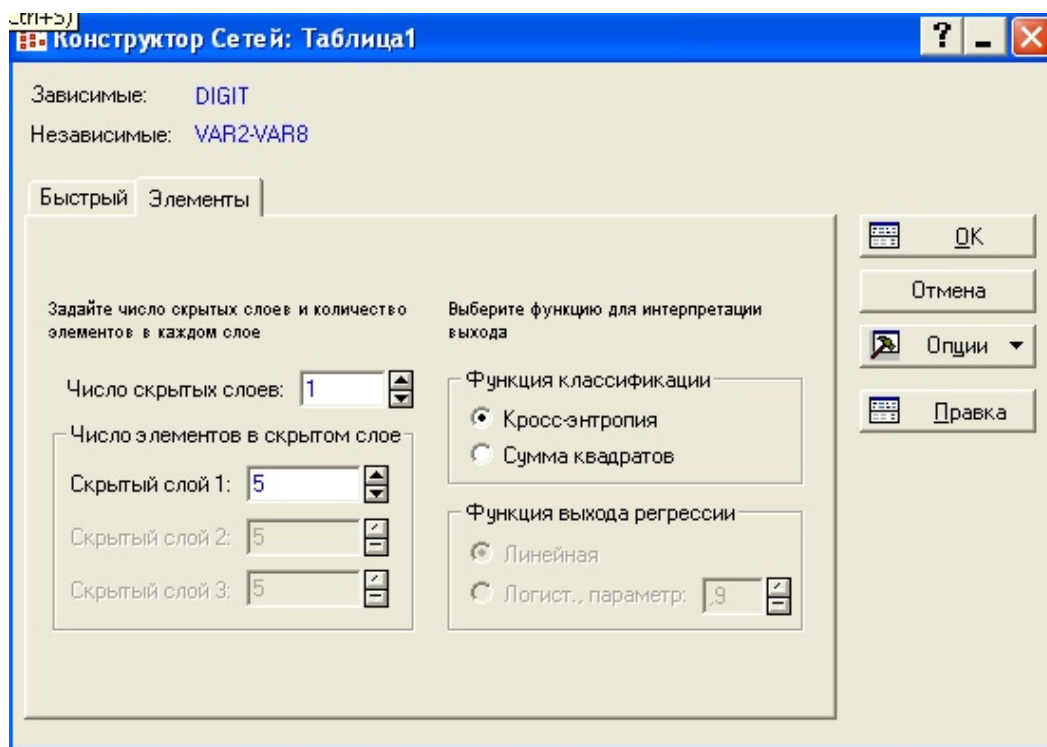 Ctrl+S)
Конструктор Сетей: Таблица1
?
Зависимые: DIGIT
Независимые: VAR2-VAR8
Быстрый Элементы
OK
Отмена
Опции
Правка
Задайте число скрытых слоев и количество
элементов в каждом слое
Число скрытых слоев: 1
Число элементов в скрытом слое
Скрытый слой 1: 5
Скрытый слой 2: 5
Скрытый слой 3: 5
Выберите функцию для интерпретации
выхода
Функция классификации
Кросс-энтропия
Сумма квадратов
Функция выхода регрессии
Линейная
Логист., параметр: ,9